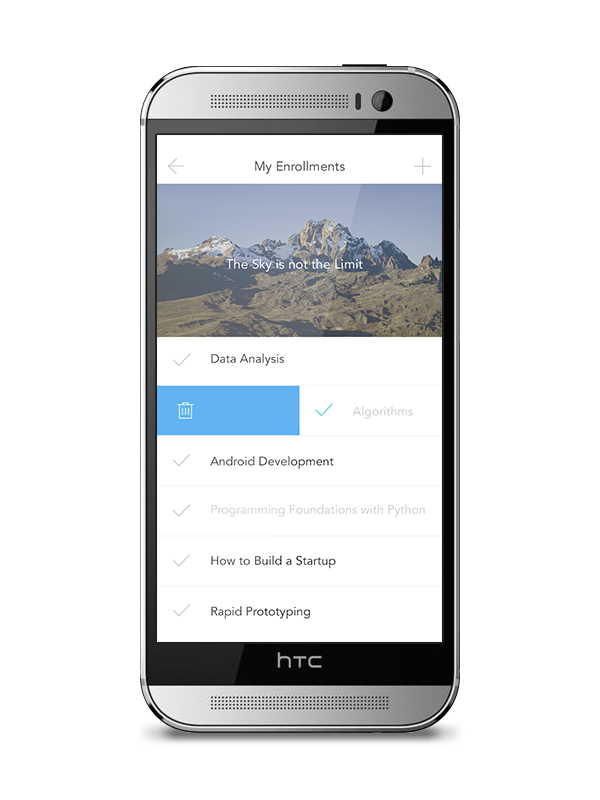 My Enrollments
The Sky is not the Limit
Data Analysis
Algorithms
Android Development
Programming Foundations with Python
How to Build a Startup
Rapid Prototyping
hTC